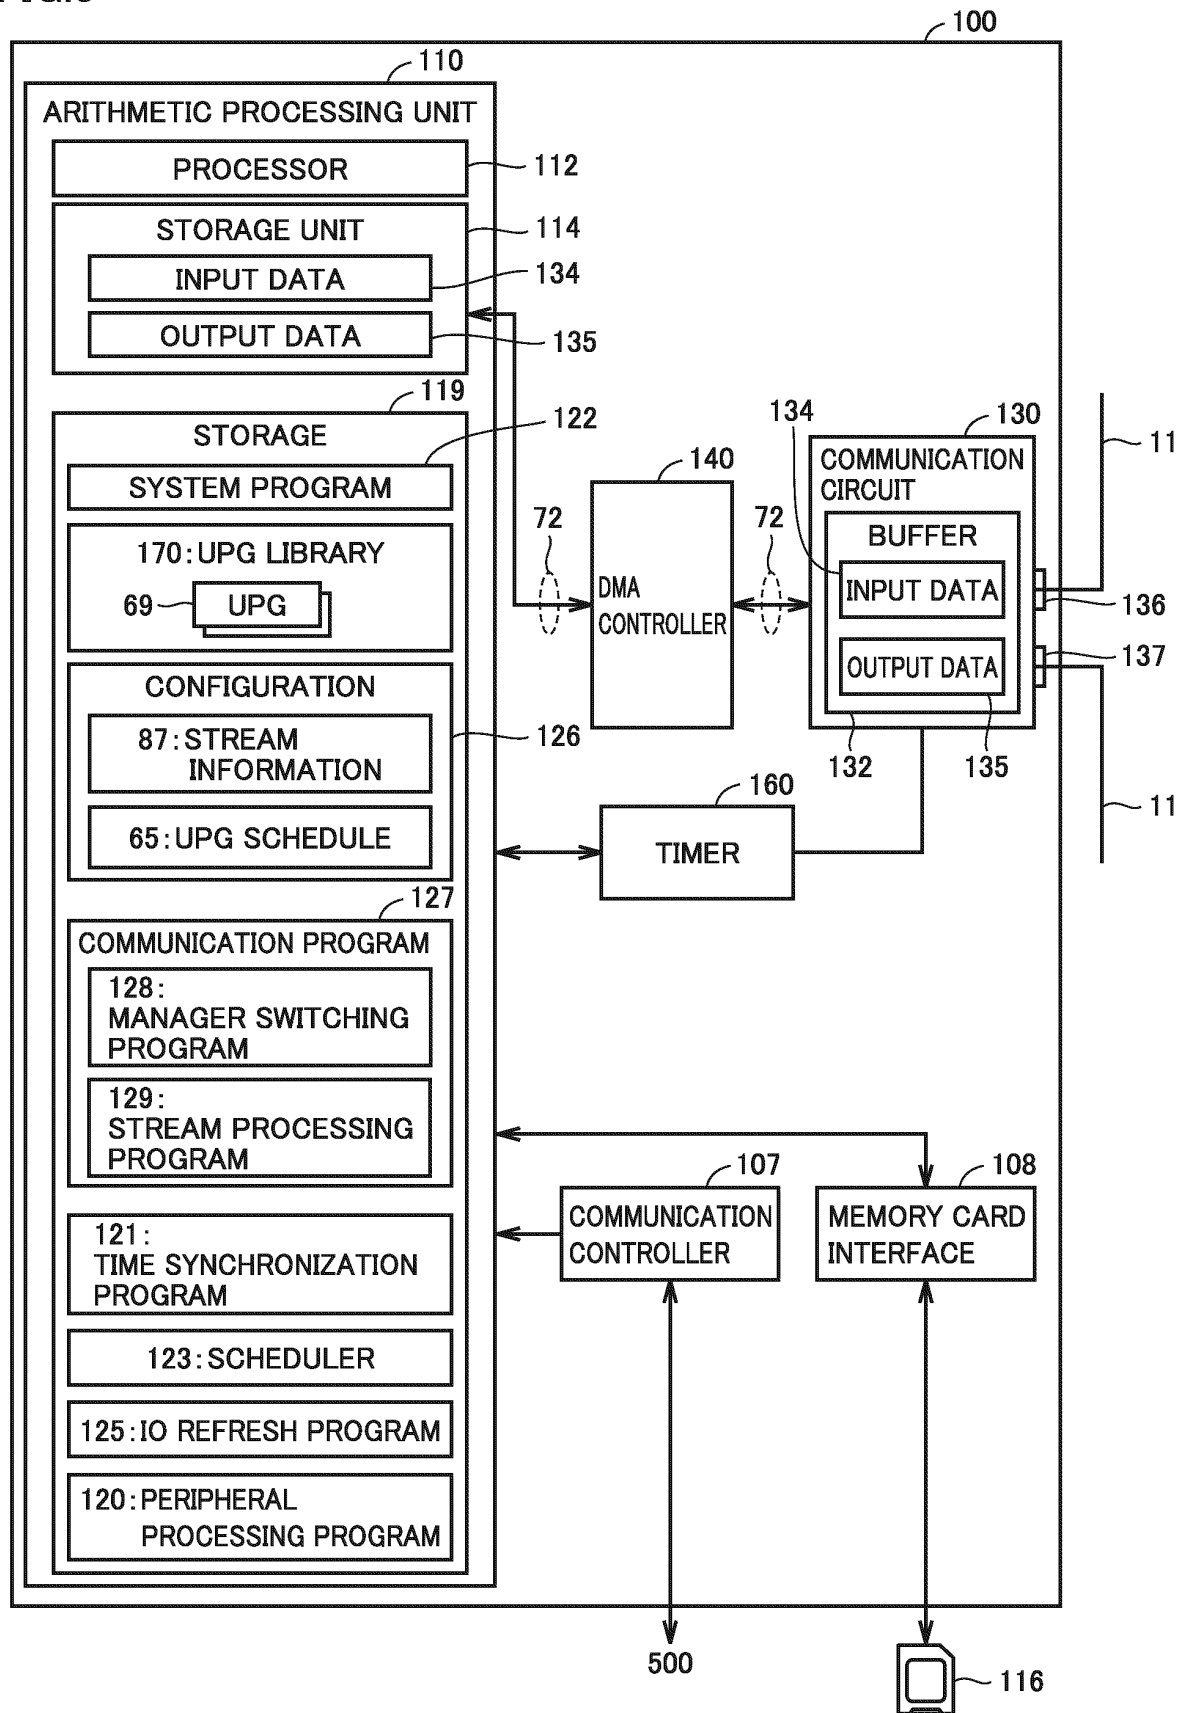 100
110
ARITHMETIC PROCESSING UNIT
PROCESSOR
112
STORAGE UNIT
114
INPUT DATA
134
OUTPUT DATA
135
119
STORAGE
122
SYSTEM PROGRAM
170:UPG LIBRARY
69
UPG
CONFIGURATION
87:STREAM
INFORMATION
126
65:UPG SCHEDULE
127
COMMUNICATION PROGRAM
128:
MANAGER SWITCHING
PROGRAM
129:
STREAM PROCESSING
PROGRAM
121:
TIME SYNCHRONIZATION
PROGRAM
123:SCHEDULER
125:IO REFRESH PROGRAM
120:PERIPHERAL
PROCESSING PROGRAM
72
140
DMA
CONTROLLER
72
134
130
COMMUNICATION
CIRCUIT
BUFFER
INPUT DATA
OUTPUT DATA
132
135
136
137
11
11
160
TIMER
107
COMMUNICATION
CONTROLLER
108
MEMORY CARD
INTERFACE
500
116